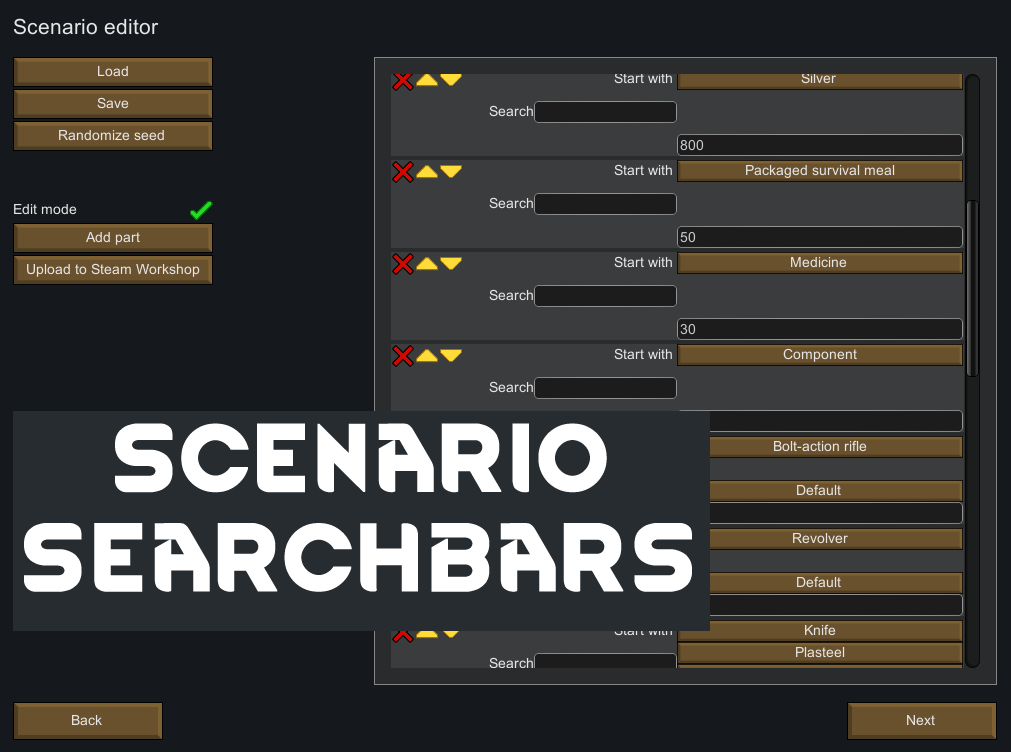 Scenario editor
Load
Save
Randomize seed
Edit mode
Add part
Upload to Steam Workshop
Start with Silver
Search
800
Start with Packaged survival meal
Search
50
Start with Medicine
Search
30
Start with Component
Search
Bolt-action rifle
Default
Revolver
Default
SCENARIO
SEARCHBARS
Start with Knife
Plasteel
Search
Back
Next